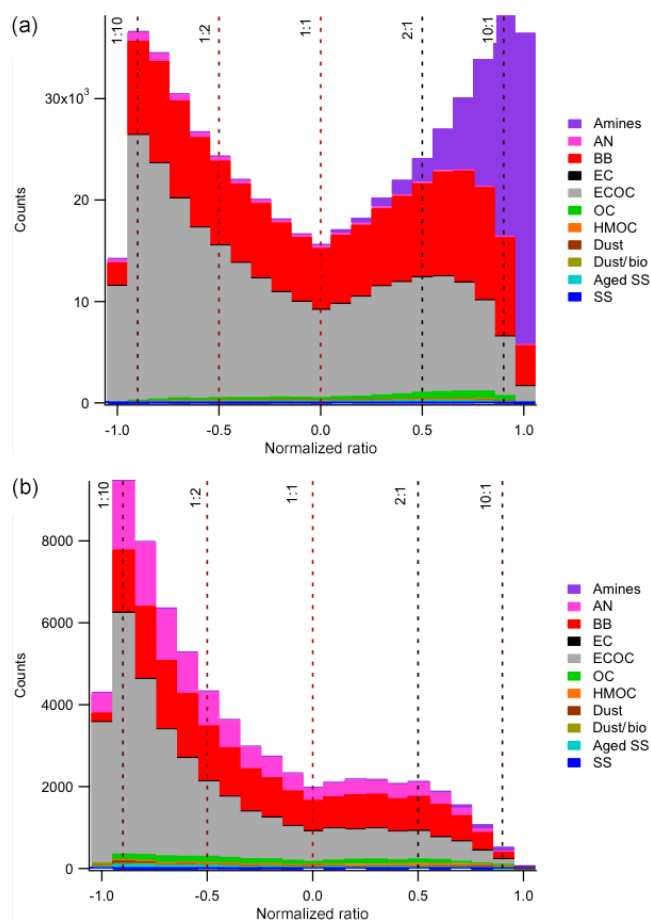 (a)
1:10
1:2
1:1
2:1
10:1
30x10³
20
10
0
Counts
-1.0
-0.5
0.0
0.5
1.0
Normalized ratio
Amines
AN
BB
EC
ECOC
OC
HMOC
Dust
Dust/bio
Aged SS
SS
(b)
1:10
1:2
1:1
2:1
10:1
8000
6000
4000
2000
0
Counts
-1.0
-0.5
0.0
0.5
1.0
Normalized ratio
Amines
AN
BB
EC
ECOC
OC
HMOC
Dust
Dust/bio
Aged SS
SS